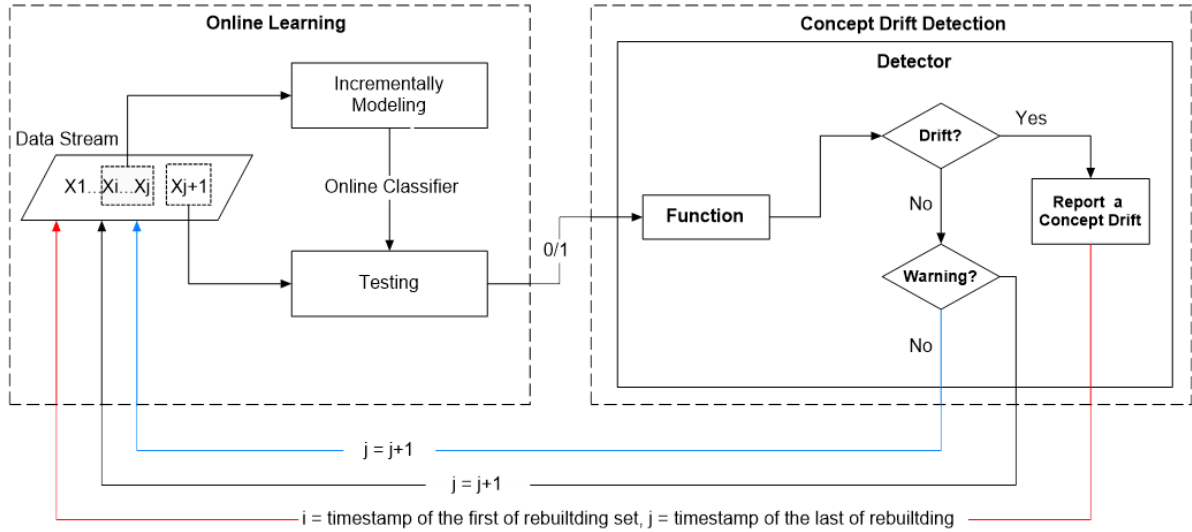 Online Learning
Concept Drift Detection
Detector
Incrementally
Modeling
Data Stream
X1...Xi...Xj
Xj+1
Online Classifier
Testing
0/1
Function
Drift?
Yes
No
Report a
Concept Drift
Warning?
No
j = j+1
j = j+1
i = timestamp of the first of rebuiltding set, j = timestamp of the last of rebuiltding